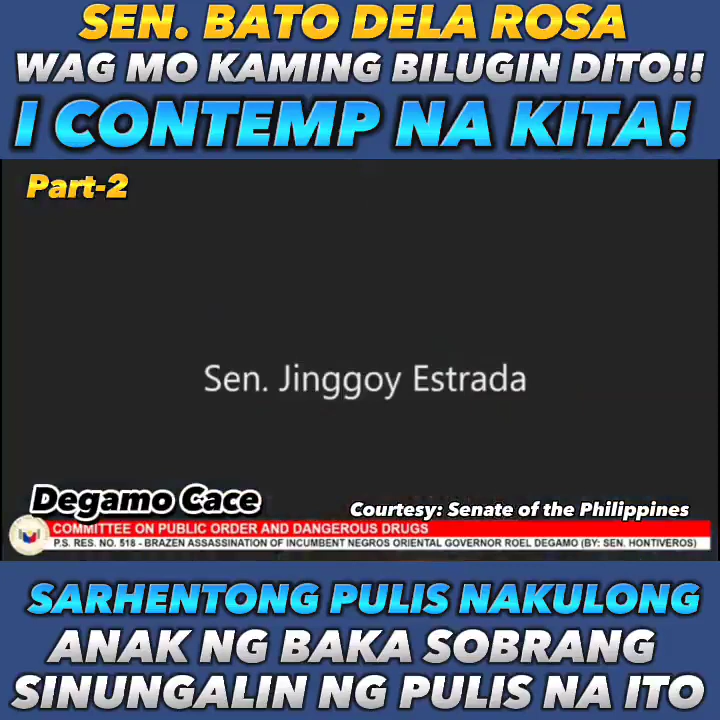 SEN. BATO DELA ROSA
WAG MO KAMING BILUGIN DITO!!
I CONTEMP NA KITA!
Part-2
Sen. Jinggoy Estrada
Degamo Cace
Courtesy: Senate of the Philippines
COMMITTEE ON PUBLIC ORDER AND DANGEROUS DRUGS
P.S. RES. NO. 518 - BRAZEN ASSASSINATION OF INCUMBENT NEGROS ORIENTAL GOVERNOR ROEL DEGAMO (BY: SEN. HONTIVEROS)
SARHENTONG PULIS NAKULONG
ANAK NG BAKA SOBRANG
SINUNGALIN NG PULIS NA ITO